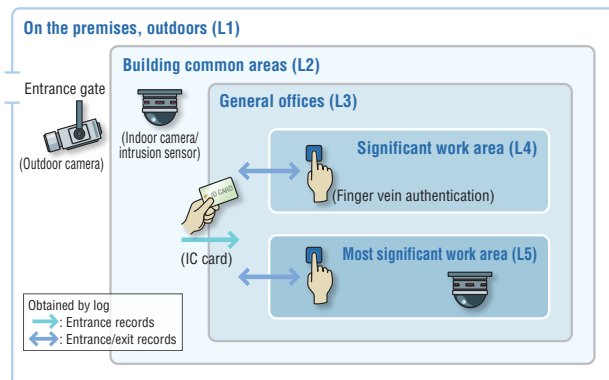 On the premises, outdoors (L1)
Building common areas (L2)
Entrance gate
General offices (L3)
(Outdoor camera)
(Indoor camera/
intrusion sensor)
Significant work area (L4)
ID CARD
(Finger vein authentication)
(IC card)
Most significant work area (L5)
Obtained by log
: Entrance records
: Entrance/exit records